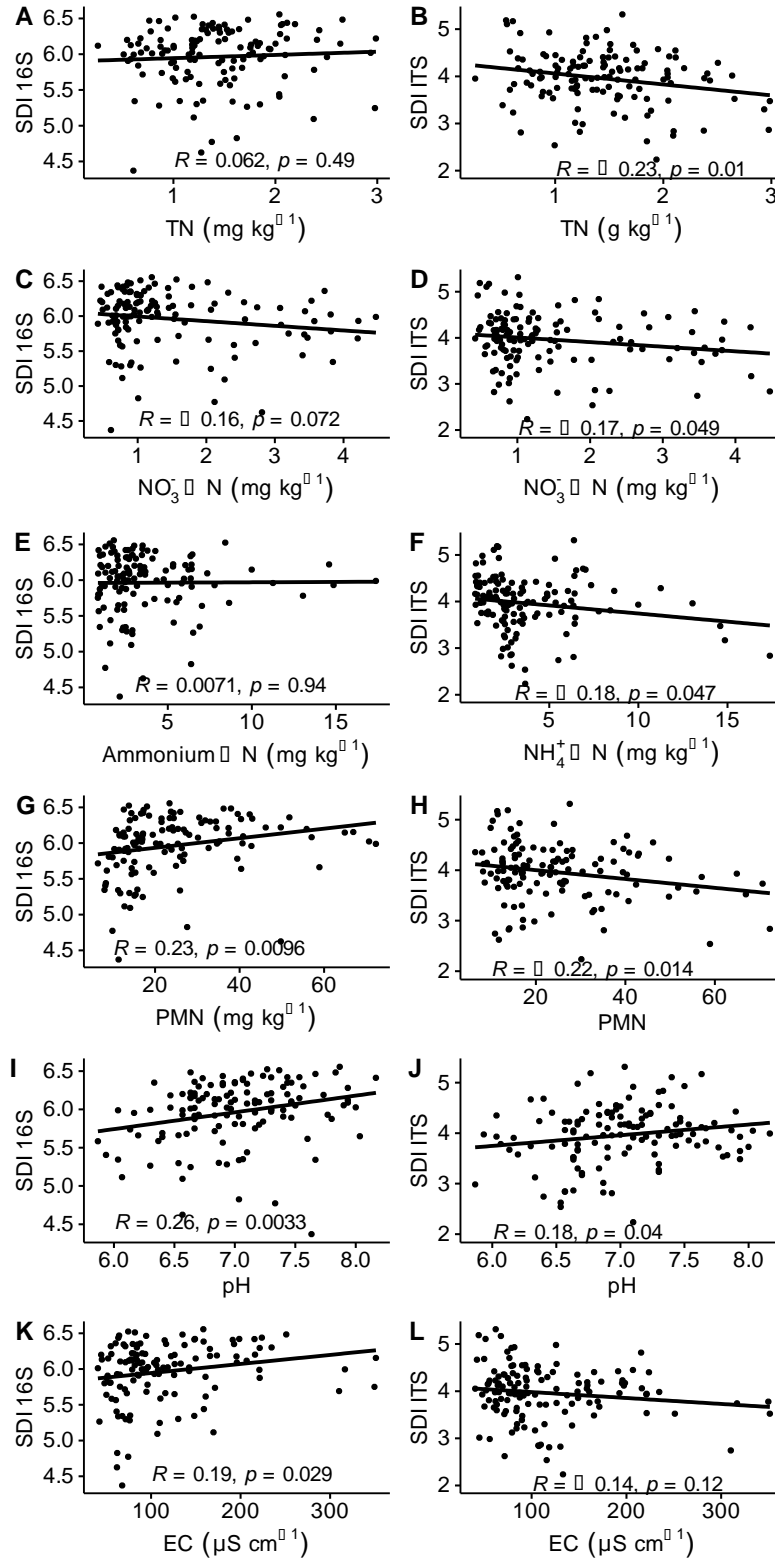 A
SDI 16S
6.5
6.0
5.5
5.0
4.5
R = 0.062, p = 0.49
1
2
3
TN (mg kg▯1)
B
SDI ITS
5
4
3
2
R = ▯ 0.23, p = 0.01
1
2
3
TN (g kg▯1)
C
SDI 16S
6.5
6.0
5.5
5.0
4.5
R = ▯ 0.16, p = 0.072
1
2
3
4
NO3- ▯ N (mg kg▯1)
D
SDI ITS
5
4
3
2
R = ▯ 0.17, p = 0.049
1
2
3
4
NO3- ▯ N (mg kg▯1)
E
SDI 16S
6.5
6.0
5.5
5.0
4.5
R = 0.0071, p = 0.94
5
10
15
Ammonium ▯ N (mg kg▯1)
F
SDI ITS
5
4
3
2
R = ▯ 0.18, p = 0.047
5
10
15
NH4+ ▯ N (mg kg▯1)
G
SDI 16S
6.5
6.0
5.5
5.0
4.5
R = 0.23, p = 0.0096
20
40
60
PMN (mg kg▯1)
H
SDI ITS
5
4
3
2
R = ▯ 0.22, p = 0.014
20
40
60
PMN
I
SDI 16S
6.5
6.0
5.5
5.0
4.5
R = 0.26, p = 0.0033
6.0
6.5
7.0
7.5
8.0
pH
J
SDI ITS
5
4
3
2
R = 0.18, p = 0.04
6.0
6.5
7.0
7.5
8.0
pH
K
SDI 16S
6.5
6.0
5.5
5.0
4.5
R = 0.19, p = 0.029
100
200
300
EC (µS cm▯1)
L
SDI ITS
5
4
3
2
R = ▯ 0.14, p = 0.12
100
200
300
EC (µS cm▯1)